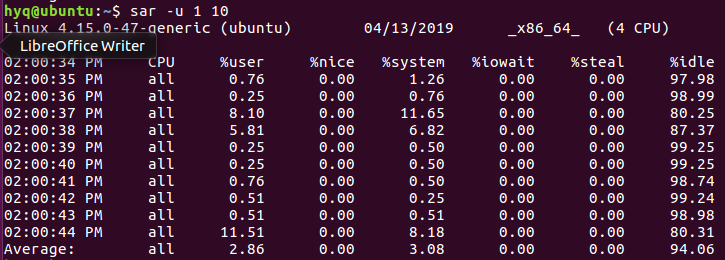 hyq@ubuntu:~$ sar -u 1 10
Linux 4.15.0-47-generic (ubuntu) 04/13/2019 _x86_64_ (4 CPU)
LibreOffice Writer
02:00:34 PM CPU %user %nice %system %iowait %steal %idle
02:00:35 PM all 0.76 0.00 1.26 0.00 0.00 97.98
02:00:36 PM all 0.25 0.00 0.76 0.00 0.00 98.99
02:00:37 PM all 8.10 0.00 11.65 0.00 0.00 80.25
02:00:38 PM all 5.81 0.00 6.82 0.00 0.00 87.37
02:00:39 PM all 0.25 0.00 0.50 0.00 0.00 99.25
02:00:40 PM all 0.25 0.00 0.50 0.00 0.00 99.25
02:00:41 PM all 0.76 0.00 0.50 0.00 0.00 98.74
02:00:42 PM all 0.51 0.00 0.25 0.00 0.00 99.24
02:00:43 PM all 0.51 0.00 0.51 0.00 0.00 98.98
02:00:44 PM all 11.51 0.00 8.18 0.00 0.00 80.31
Average: all 2.86 0.00 3.08 0.00 0.00 94.06